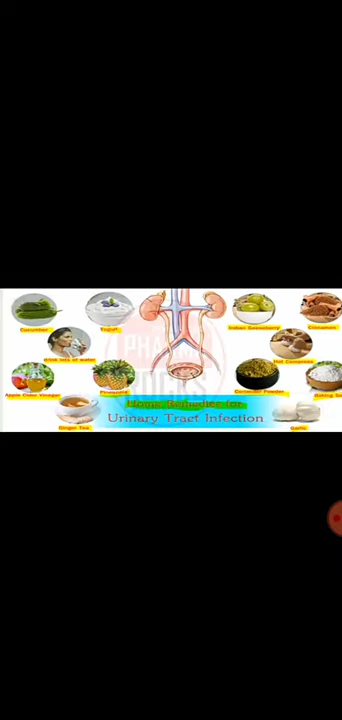 Cucumber
Yogurt
Indian Gooseberry
Cinnamon
drink lots of water
Hot Compress
Apple Cider Vinegar
Pineapple
Coriander Powder
Baking So
Ginger Tea
Garlic
Home Remedies for
Urinary Tract Infection